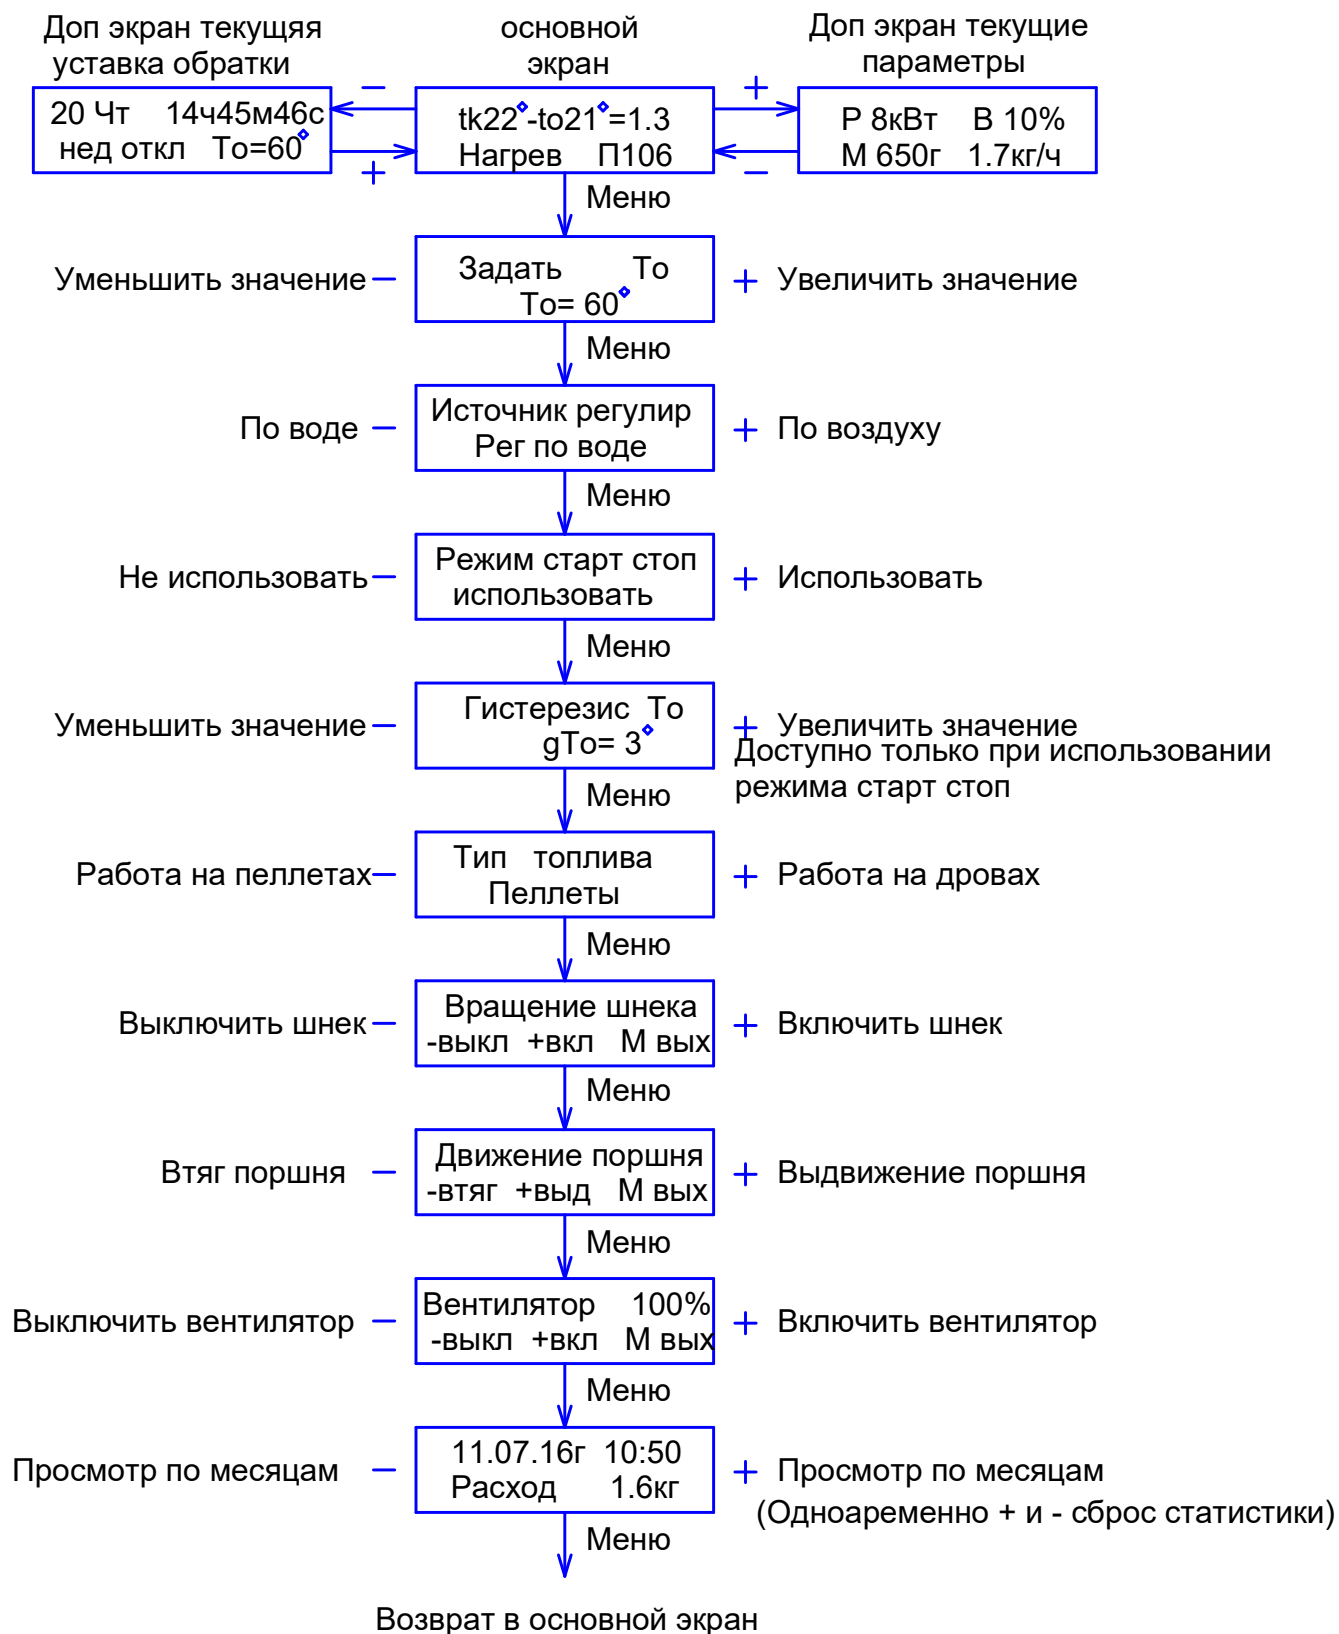 Доп экран текущяя
уставка обратки
основной
экран
Доп экран текущие
параметры
20 Чт 14ч45м46с
нед откл То=60°
−
+
tk22°-to21°=1.3
Нагрев П106
+
−
Р 8кВт В 10%
М 650г 1.7кг/ч
Меню
Уменьшить значение −
Задать То
То= 60°
+ Увеличить значение
Меню
По воде −
Источник регулир
Рег по воде
+ По воздуху
Меню
Не использовать −
Режим старт стоп
использовать
+ Использовать
Меню
Уменьшить значение −
Гистерезис То
gТо= 3°
+ Увеличить значение
Доступно только при использовании
режима старт стоп
Меню
Работа на пеллетах −
Тип топлива
Пеллеты
+ Работа на дровах
Меню
Выключить шнек −
Вращение шнека
-выкл +вкл М вых
+ Включить шнек
Меню
Втяг поршня −
Движение поршня
-втяг +выд М вых
+ Выдвижение поршня
Меню
Выключить вентилятор −
Вентилятор 100%
-выкл +вкл М вых
+ Включить вентилятор
Меню
Просмотр по месяцам −
11.07.16г 10:50
Расход 1.6кг
+ Просмотр по месяцам
(Одноаременно + и - сброс статистики)
Меню
Возврат в основной экран